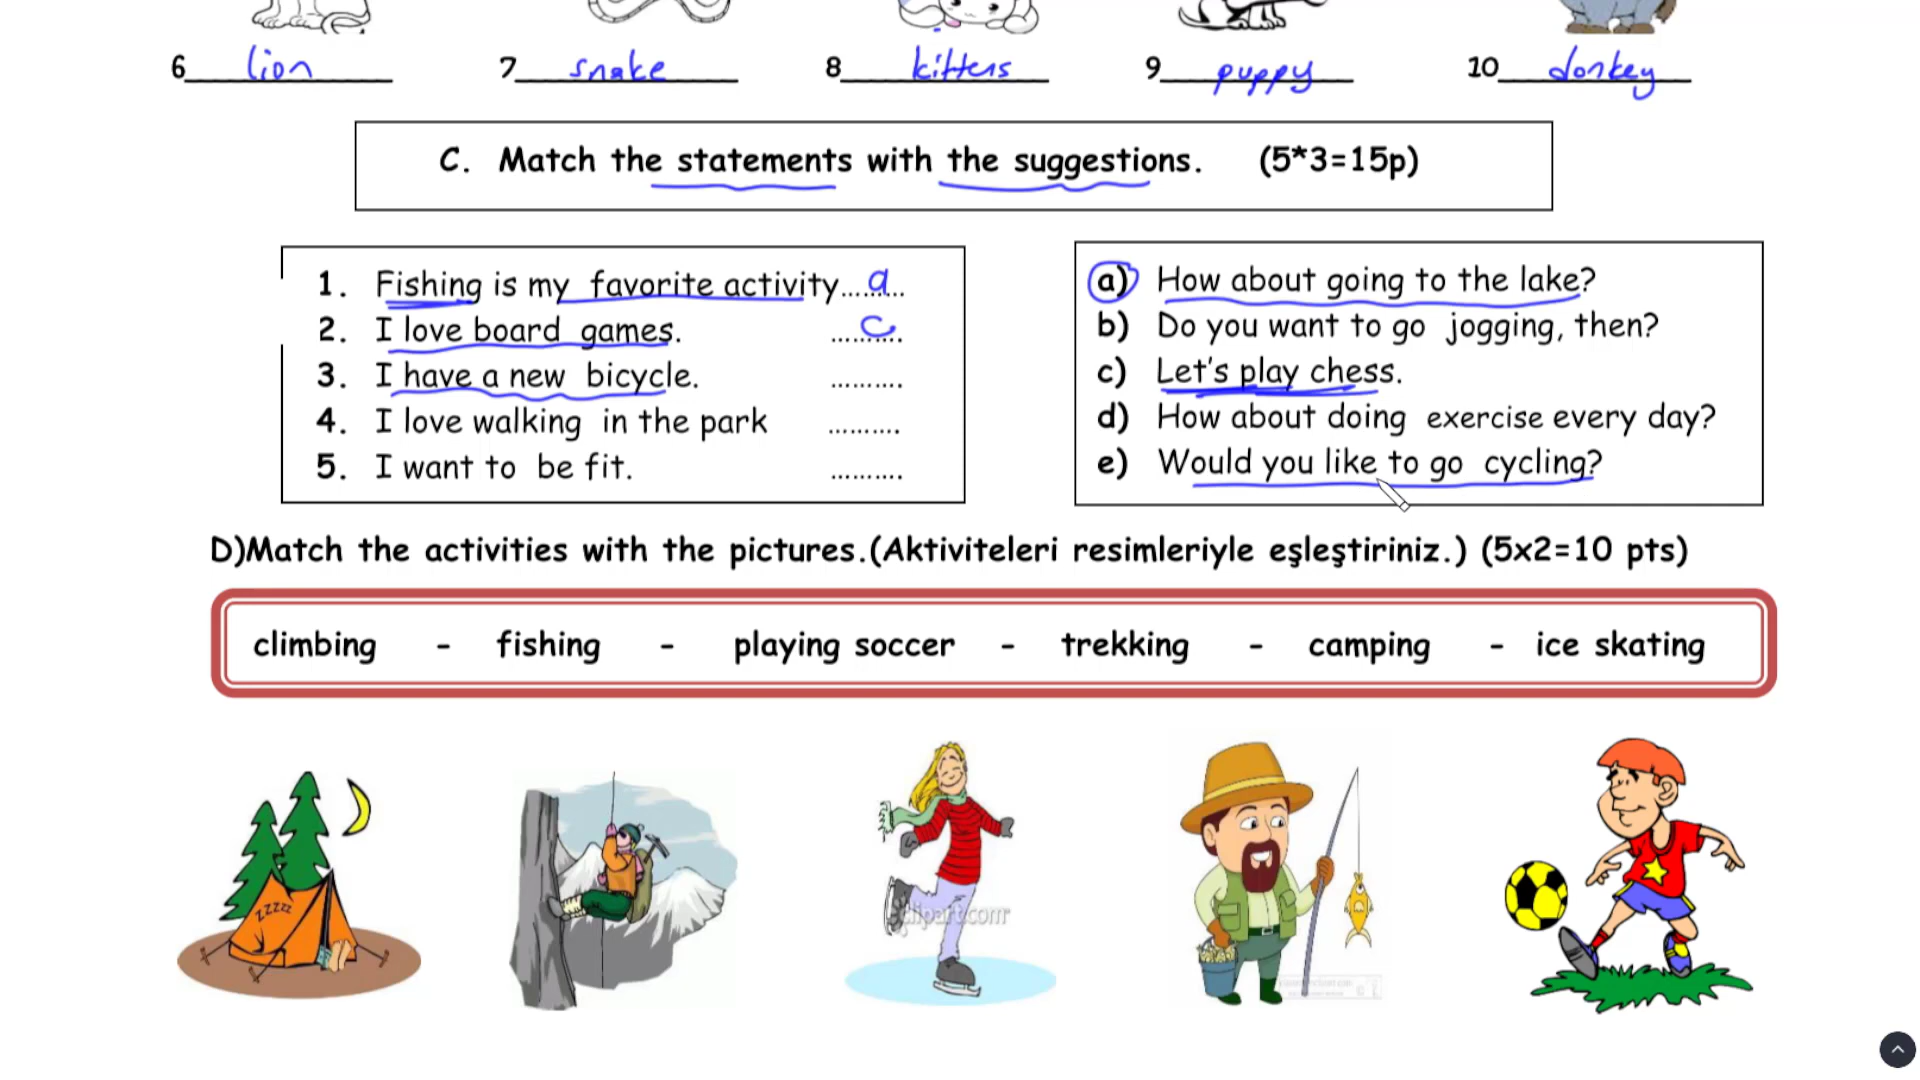 6 lion
7 snake
8 kittens
9 puppy
10 donkey
C. Match the statements with the suggestions. (5*3=15p)
1. Fishing is my favorite activity......... a
2. I love board games. .......... c
3. I have a new bicycle. ..........
4. I love walking in the park ..........
5. I want to be fit. ..........
a) How about going to the lake?
b) Do you want to go jogging, then?
c) Let's play chess.
d) How about doing exercise every day?
e) Would you like to go cycling?
D)Match the activities with the pictures.(Aktiviteleri resimleriyle eşleştiriniz.) (5x2=10 pts)
climbing - fishing - playing soccer - trekking - camping - ice skating
zzzzz
clipart.com